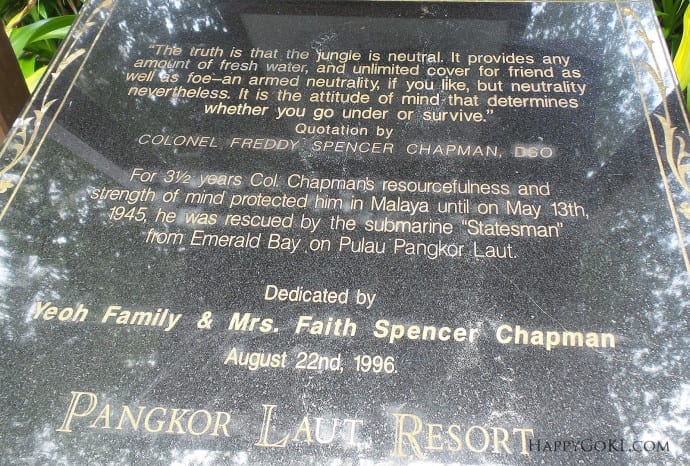 "The truth is that the jungle is neutral. It provides any
amount of fresh water, and unlimited cover for friend as
well as foe—an armed neutrality, if you like, but neutrality
nevertheless. It is the attitude of mind that determines
whether you go under or survive."
Quotation by
COLONEL FREDDY SPENCER CHAPMAN, DSO
For 3½ years Col. Chapman's resourcefulness and
strength of mind protected him in Malaya until on May 13th,
1945, he was rescued by the submarine "Statesman"
from Emerald Bay on Pulau Pangkor Laut.
Dedicated by
Yeoh Family & Mrs. Faith Spencer Chapman
August 22nd, 1996.
PANGKOR LAUT RESORT
HAPPYGOKL.COM